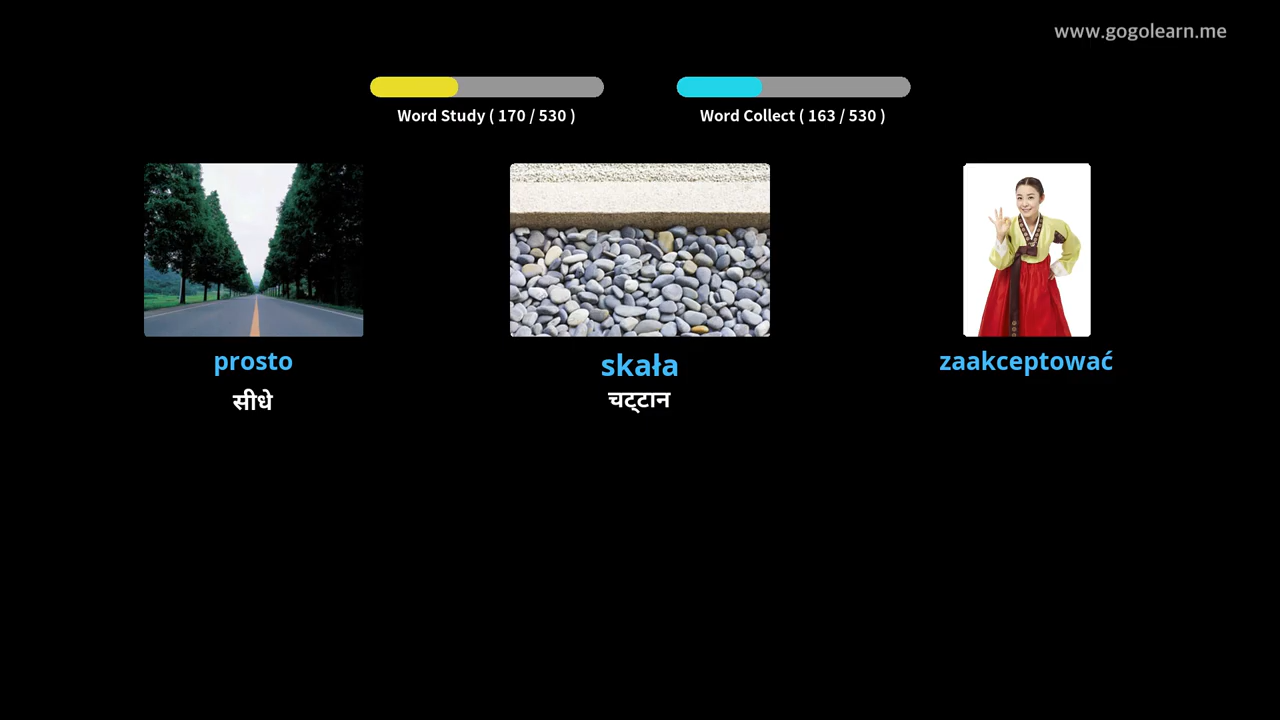 www.gogolearn.me
Word Study ( 170 / 530 )
Word Collect ( 163 / 530 )
prosto
सीधे
skała
चट्टान
zaakceptować